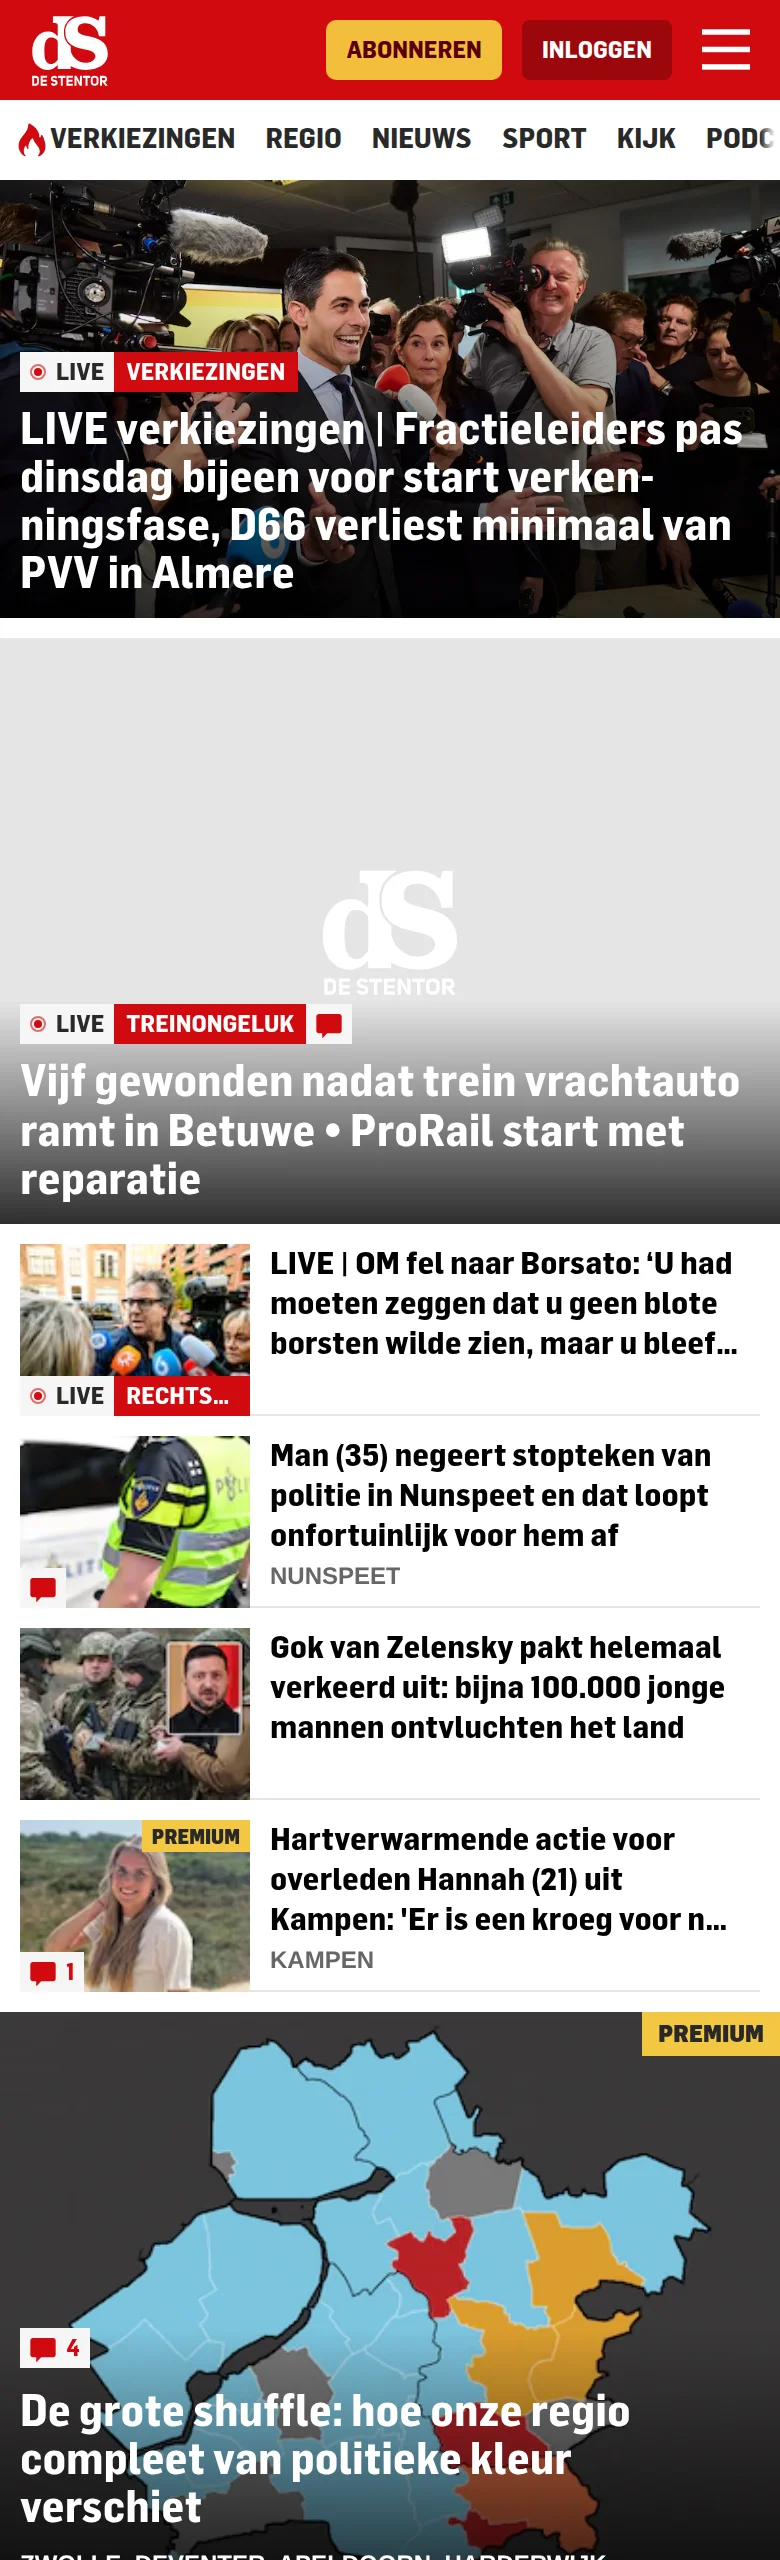 dS
DE STENTOR
ABONNEREN
INLOGGEN
VERKIEZINGEN REGIO NIEUWS SPORT KIJK PODC
LIVE VERKIEZINGEN
LIVE verkiezingen | Fractieleiders pas
dinsdag bijeen voor start verken-
ningsfase, D66 verliest minimaal van
PVV in Almere
dS
DE STENTOR
LIVE TREINONGELUK
Vijf gewonden nadat trein vrachtauto
ramt in Betuwe • ProRail start met
reparatie
LIVE | OM fel naar Borsato: ‘U had
moeten zeggen dat u geen blote
borsten wilde zien, maar u bleef...
LIVE RECHTS...
Man (35) negeert stopteken van
politie in Nunspeet en dat loopt
onfortuinlijk voor hem af
NUNSPEET
Gok van Zelensky pakt helemaal
verkeerd uit: bijna 100.000 jonge
mannen ontvluchten het land
PREMIUM
Hartverwarmende actie voor
overleden Hannah (21) uit
Kampen: 'Er is een kroeg voor n...
KAMPEN
1
PREMIUM
4
De grote shuffle: hoe onze regio
compleet van politieke kleur
verschiet
ZWOLLE, DEVENTER, APELDOORN, HARDERWIJK